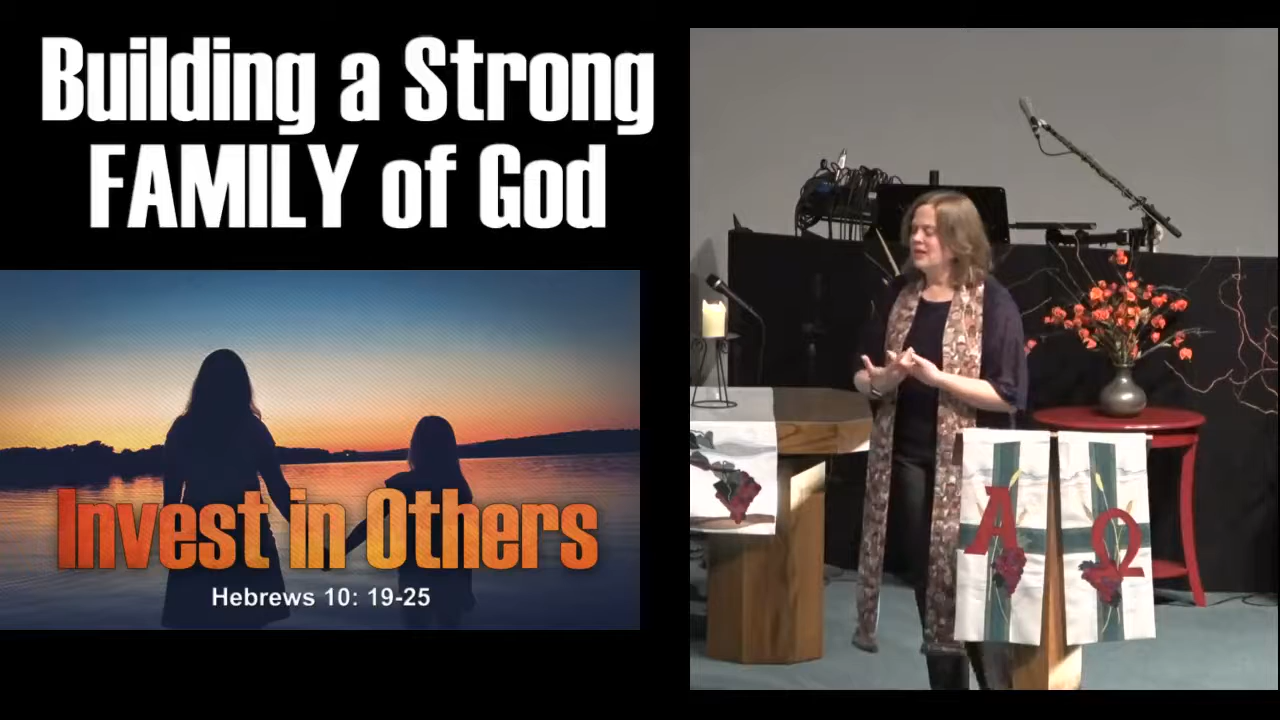 Building a Strong
FAMILY of God
Invest in Others
Hebrews 10: 19-25
Α
Ω